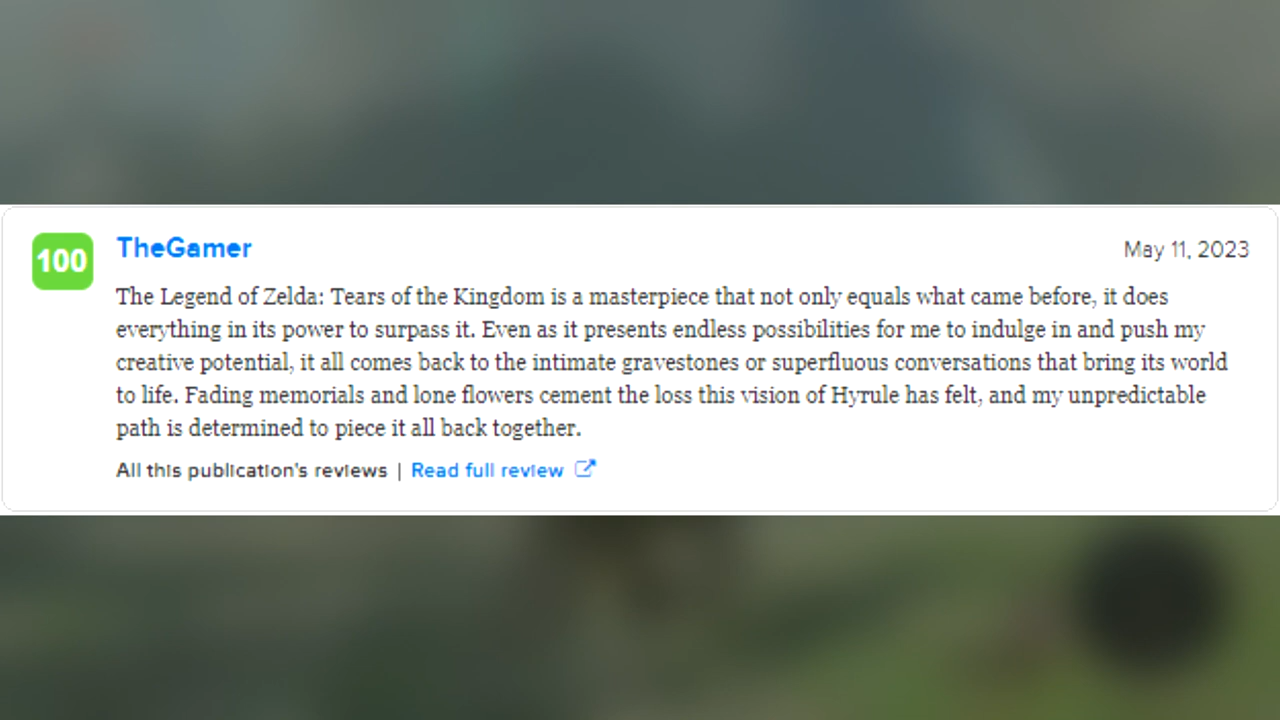 100
TheGamer
May 11, 2023
The Legend of Zelda: Tears of the Kingdom is a masterpiece that not only equals what came before, it does
everything in its power to surpass it. Even as it presents endless possibilities for me to indulge in and push my
creative potential, it all comes back to the intimate gravestones or superfluous conversations that bring its world
to life. Fading memorials and lone flowers cement the loss this vision of Hyrule has felt, and my unpredictable
path is determined to piece it all back together.
All this publication's reviews | Read full review